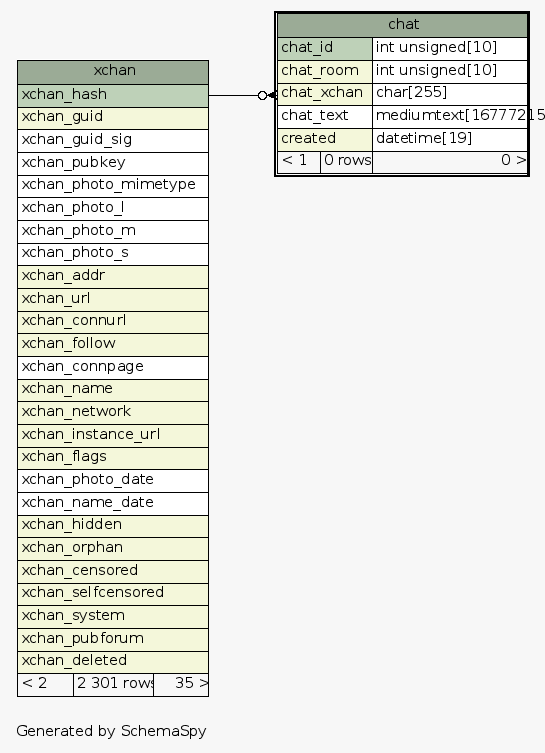 chat
chat_id int unsigned[10]
chat_room int unsigned[10]
chat_xchan char[255]
chat_text mediumtext[16777215
created datetime[19]
< 1 0 rows 0 >
xchan
xchan_hash
xchan_guid
xchan_guid_sig
xchan_pubkey
xchan_photo_mimetype
xchan_photo_l
xchan_photo_m
xchan_photo_s
xchan_addr
xchan_url
xchan_connurl
xchan_follow
xchan_connpage
xchan_name
xchan_network
xchan_instance_url
xchan_flags
xchan_photo_date
xchan_name_date
xchan_hidden
xchan_orphan
xchan_censored
xchan_selfcensored
xchan_system
xchan_pubforum
xchan_deleted
< 2 2 301 rows 35 >
Generated by SchemaSpy